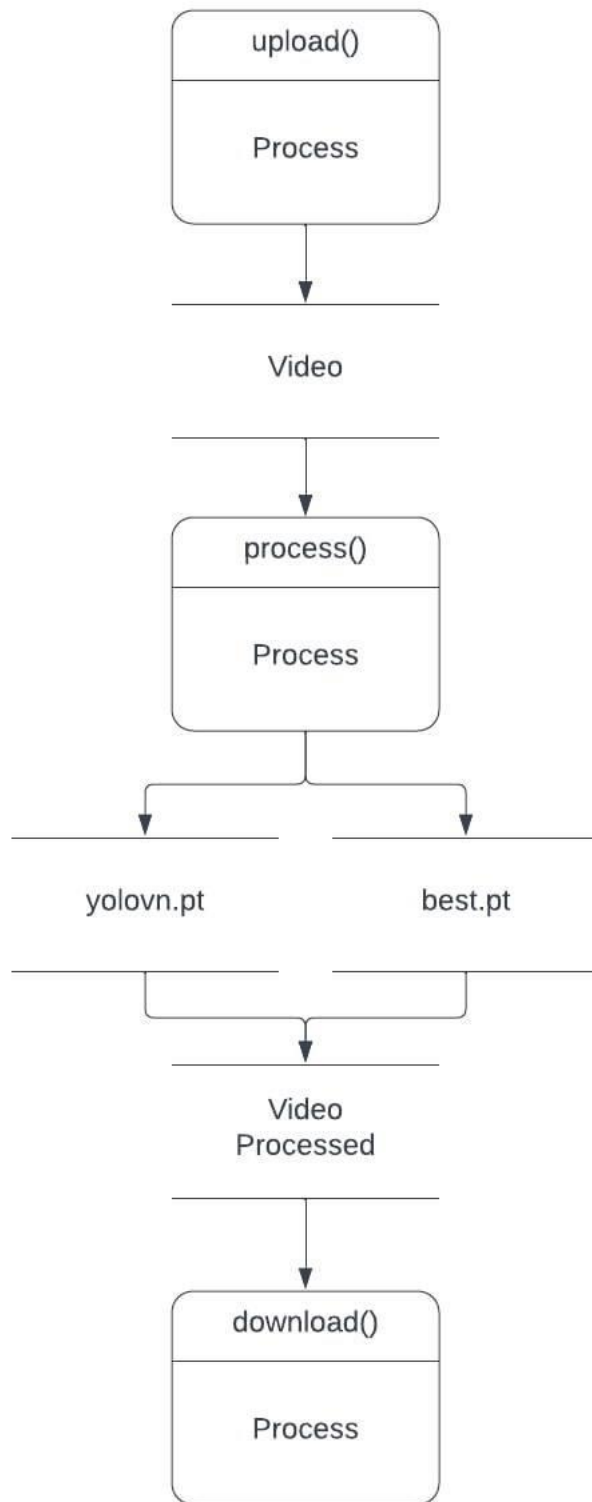 upload()
Process
Video
process()
Process
yolovn.pt
best.pt
Video
Processed
download()
Process